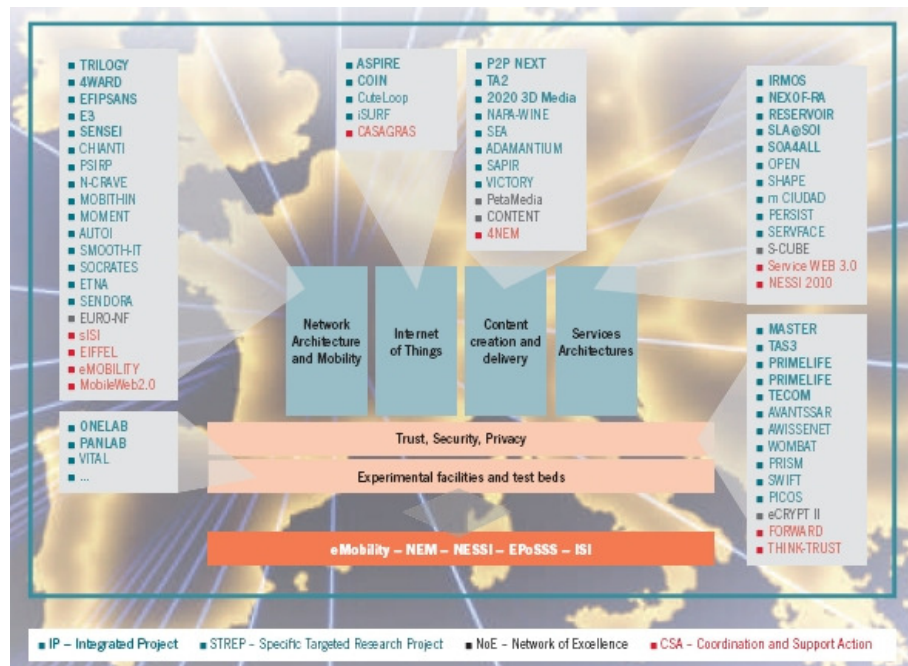 TRILOGY
4WARD
EFIPSANS
E3
SENSEI
CHIANTI
PSIRP
N-CRAVE
MOBITHIN
MOMENT
AUTOI
SMOOTH-IT
SOCRATES
ETNA
SENDORA
EURO-NF
sISI
EIFFEL
eMOBILITY
MobileWeb2.0
ONELAB
PANLAB
VITAL
...
ASPIRE
COIN
CuteLoop
iSURF
CASAGRAS
P2P NEXT
TA2
2020 3D Media
NAPA-WINE
SEA
ADAMANTIUM
SAPIR
VICTORY
PetaMedia
CONTENT
4NEM
IRMOS
NEXOF-RA
RESERVOIR
SLA@SOI
SOA4ALL
OPEN
SHAPE
m CIUDAD
PERSIST
SERVFACE
S-CUBE
Service WEB 3.0
NESSI 2010
MASTER
TAS3
PRIMELIFE
PRIMELIFE
TECOM
AVANTSSAR
AWISSENET
WOMBAT
PRISM
SWIFT
PICOS
eCRYPT II
FORWARD
THINK-TRUST
Network
Architecture
and Mobility
Internet
of Things
Content
creation and
delivery
Services
Architectures
Trust, Security, Privacy
Experimental facilities and test beds
eMobility – NEM – NESSI – EPoSSS – ISI
IP – Integrated Project STREP – Specific Targeted Research Project NoE – Network of Excellence CSA – Coordination and Support Action